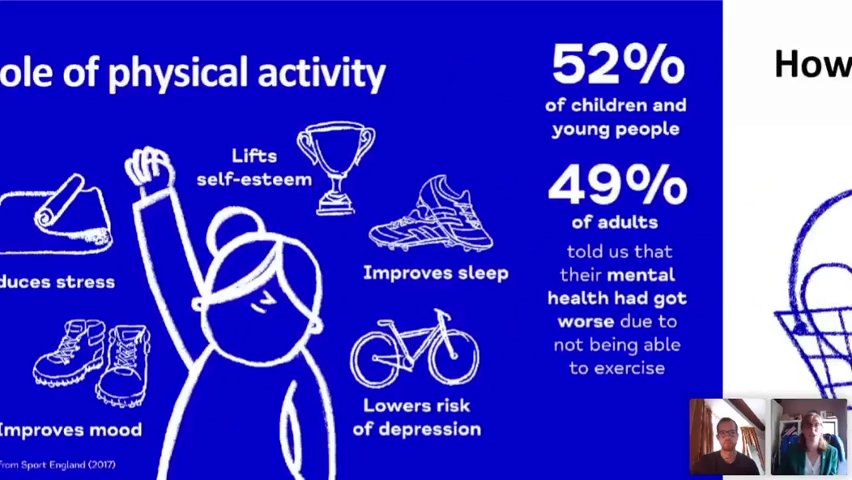 ole of physical activity
How
52%
of children and
young people
Lifts
self-esteem
49%
of adults
told us that
their mental
health had got
worse due to
not being able
to exercise
duces stress
Improves sleep
Improves mood
Lowers risk
of depression
from Sport England (2017)